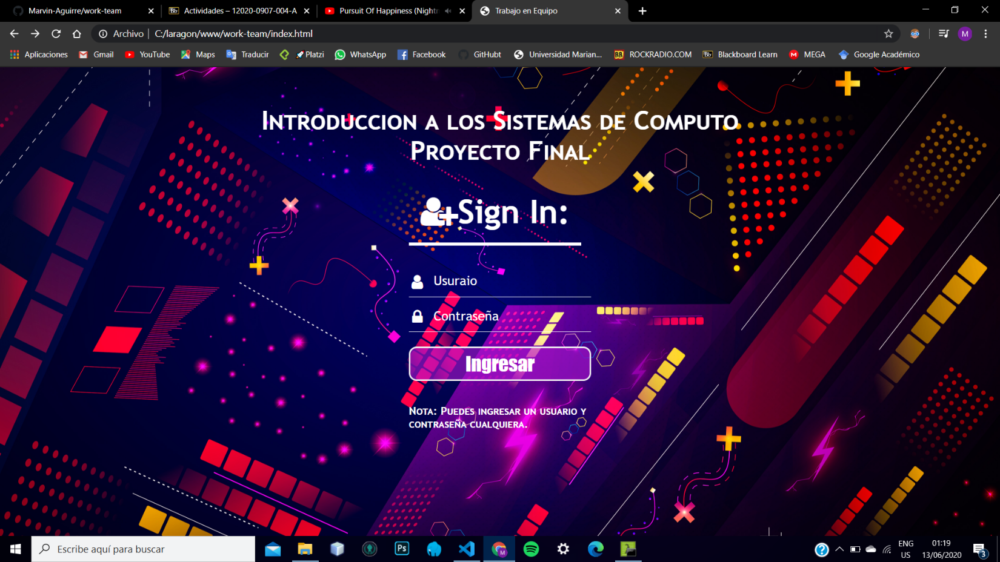 Marvin-Aguirre/work-team
Actividades – 12020-0907-004-A
Pursuit Of Happiness (Nightm
Trabajo en Equipo
Archivo
C:/laragon/www/work-team/index.html
M
Aplicaciones
Gmail
YouTube
Maps
Traducir
Platzi
WhatsApp
Facebook
GitHubt
Universidad Marian...
ROCKRADIO.COM
Blackboard Learn
MEGA
Google Académico
Introduccion a los Sistemas de Computo
Proyecto Final
Sign In:
Usuraio
Contraseña
Ingresar
Nota: Puedes ingresar un usuario y
contraseña cualquiera.
Escribe aquí para buscar
Ps
ENG
US
01:19
13/06/2020
3